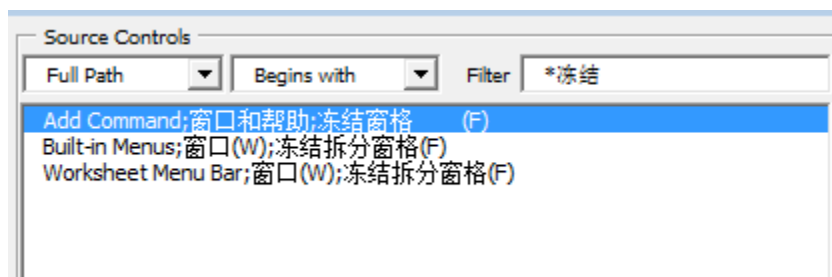 Source Controls
Full Path Begins with Filter *冻结
Add Command;窗口和帮助;冻结窗格 (F)
Built-in Menus;窗口(W);冻结拆分窗格(F)
Worksheet Menu Bar;窗口(W);冻结拆分窗格(F)